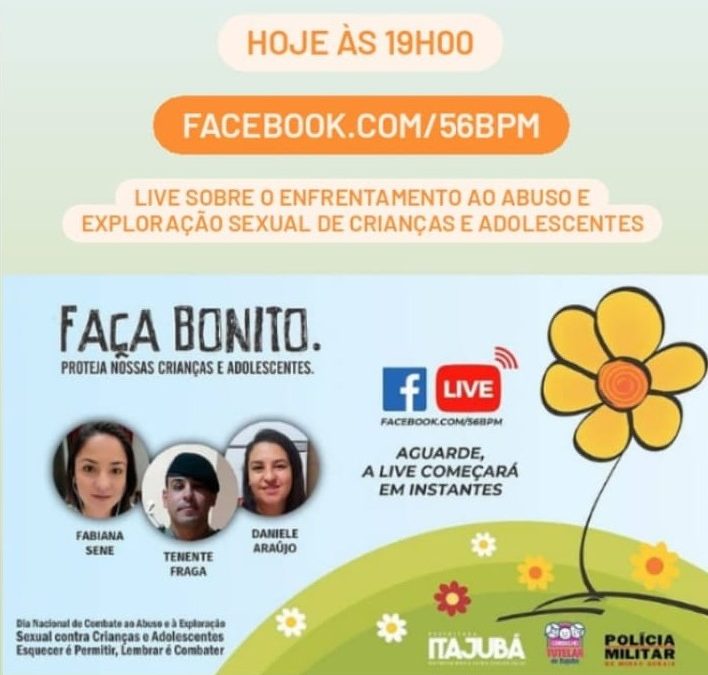 HOJE ÀS 19H00
FACEBOOK.COM/56BPM
LIVE SOBRE O ENFRENTAMENTO AO ABUSO E
EXPLORAÇÃO SEXUAL DE CRIANÇAS E ADOLESCENTES
FAÇA BONITO.
PROTEJA NOSSAS CRIANÇAS E ADOLESCENTES.
LIVE
FACEBOOK.COM/56BPM
AGUARDE,
A LIVE COMEÇARÁ
EM INSTANTES
FABIANA
SENE
TENENTE
FRAGA
DANIELE
ARAÚJO
Dia Nacional de Combate ao Abuso e à Exploração
Sexual contra Crianças e Adolescentes
Esquecer é Permitir, Lembrar é Combater
PREFEITURA
ITAJUBÁ
CONSELHO
TUTELAR
de Itajubá
POLÍCIA
MILITAR
DE MINAS GERAIS